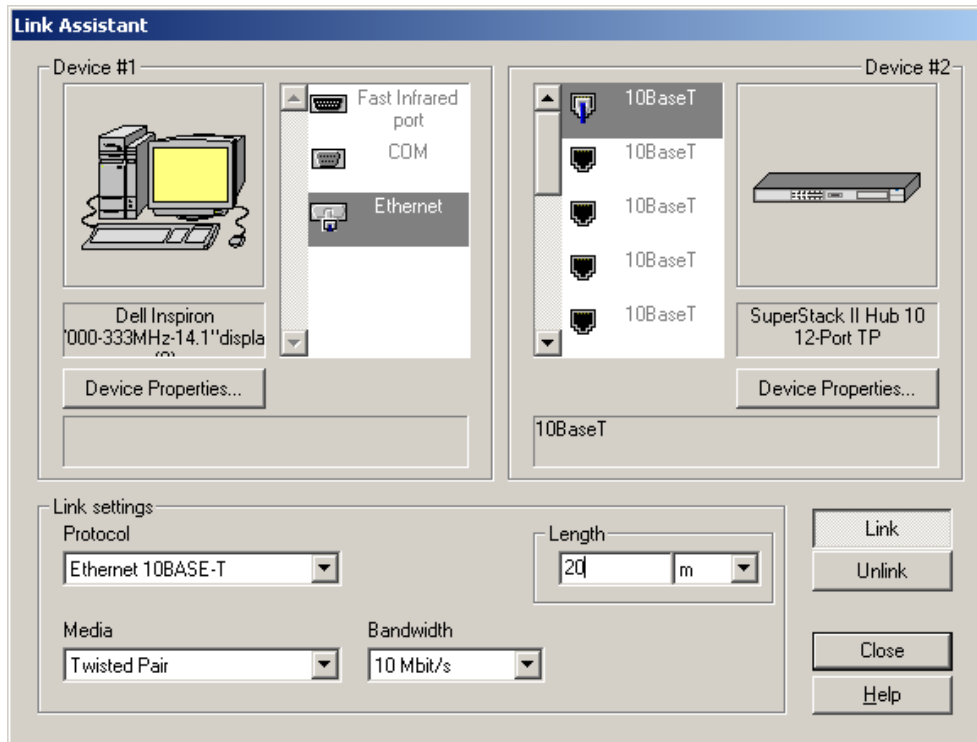 Link Assistant
Device #1
Fast Infrared
port
COM
Ethernet
Dell Inspiron
'000-333MHz-14.1"displa
Device Properties...
Device #2
10BaseT
10BaseT
10BaseT
10BaseT
10BaseT
SuperStack II Hub 10
12-Port TP
Device Properties...
10BaseT
Link settings
Protocol
Ethernet 10BASE-T
Length
20
m
Media
Twisted Pair
Bandwidth
10 Mbit/s
Link
Unlink
Close
Help